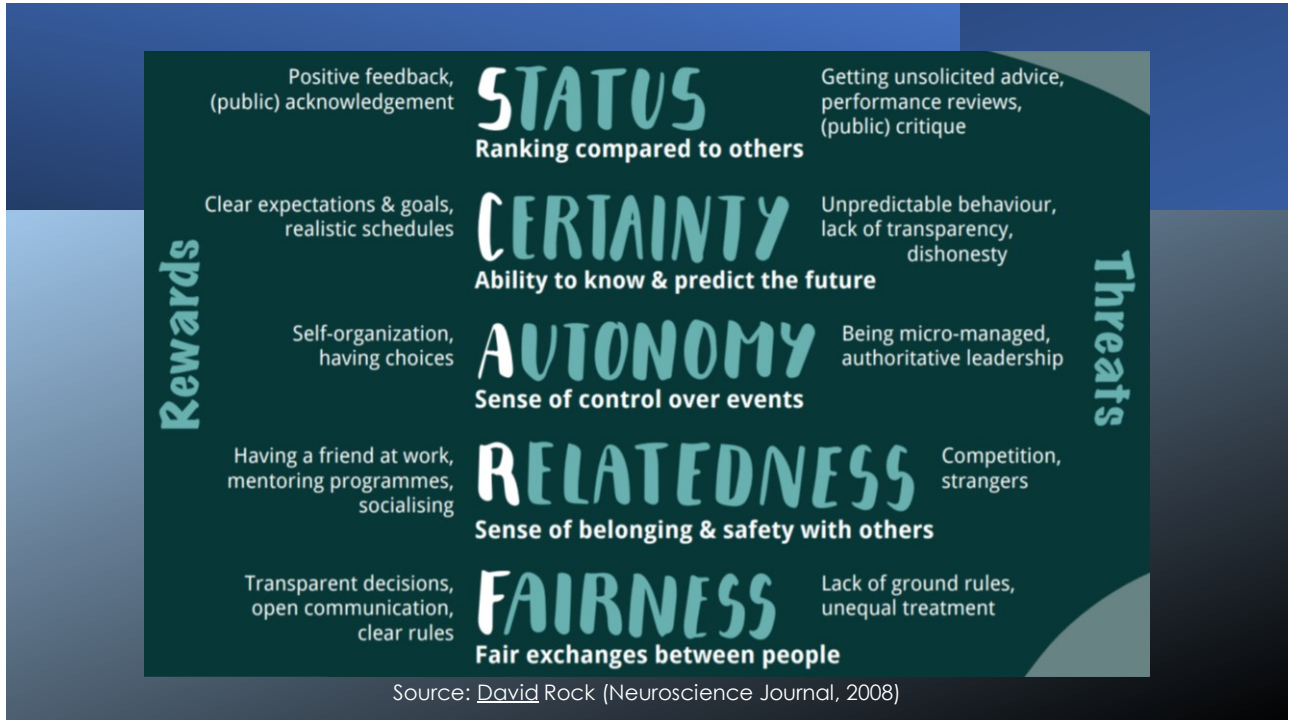 Rewards
Positive feedback,
(public) acknowledgement
STATUS
Ranking compared to others
Getting unsolicited advice,
performance reviews,
(public) critique
Clear expectations & goals,
realistic schedules
CERTAINTY
Ability to know & predict the future
Unpredictable behaviour,
lack of transparency,
dishonesty
Self-organization,
having choices
AUTONOMY
Sense of control over events
Being micro-managed,
authoritative leadership
Having a friend at work,
mentoring programmes,
socialising
RELATEDNESS
Sense of belonging & safety with others
Competition,
strangers
Transparent decisions,
open communication,
clear rules
FAIRNESS
Fair exchanges between people
Lack of ground rules,
unequal treatment
Threats
Source: David Rock (Neuroscience Journal, 2008)